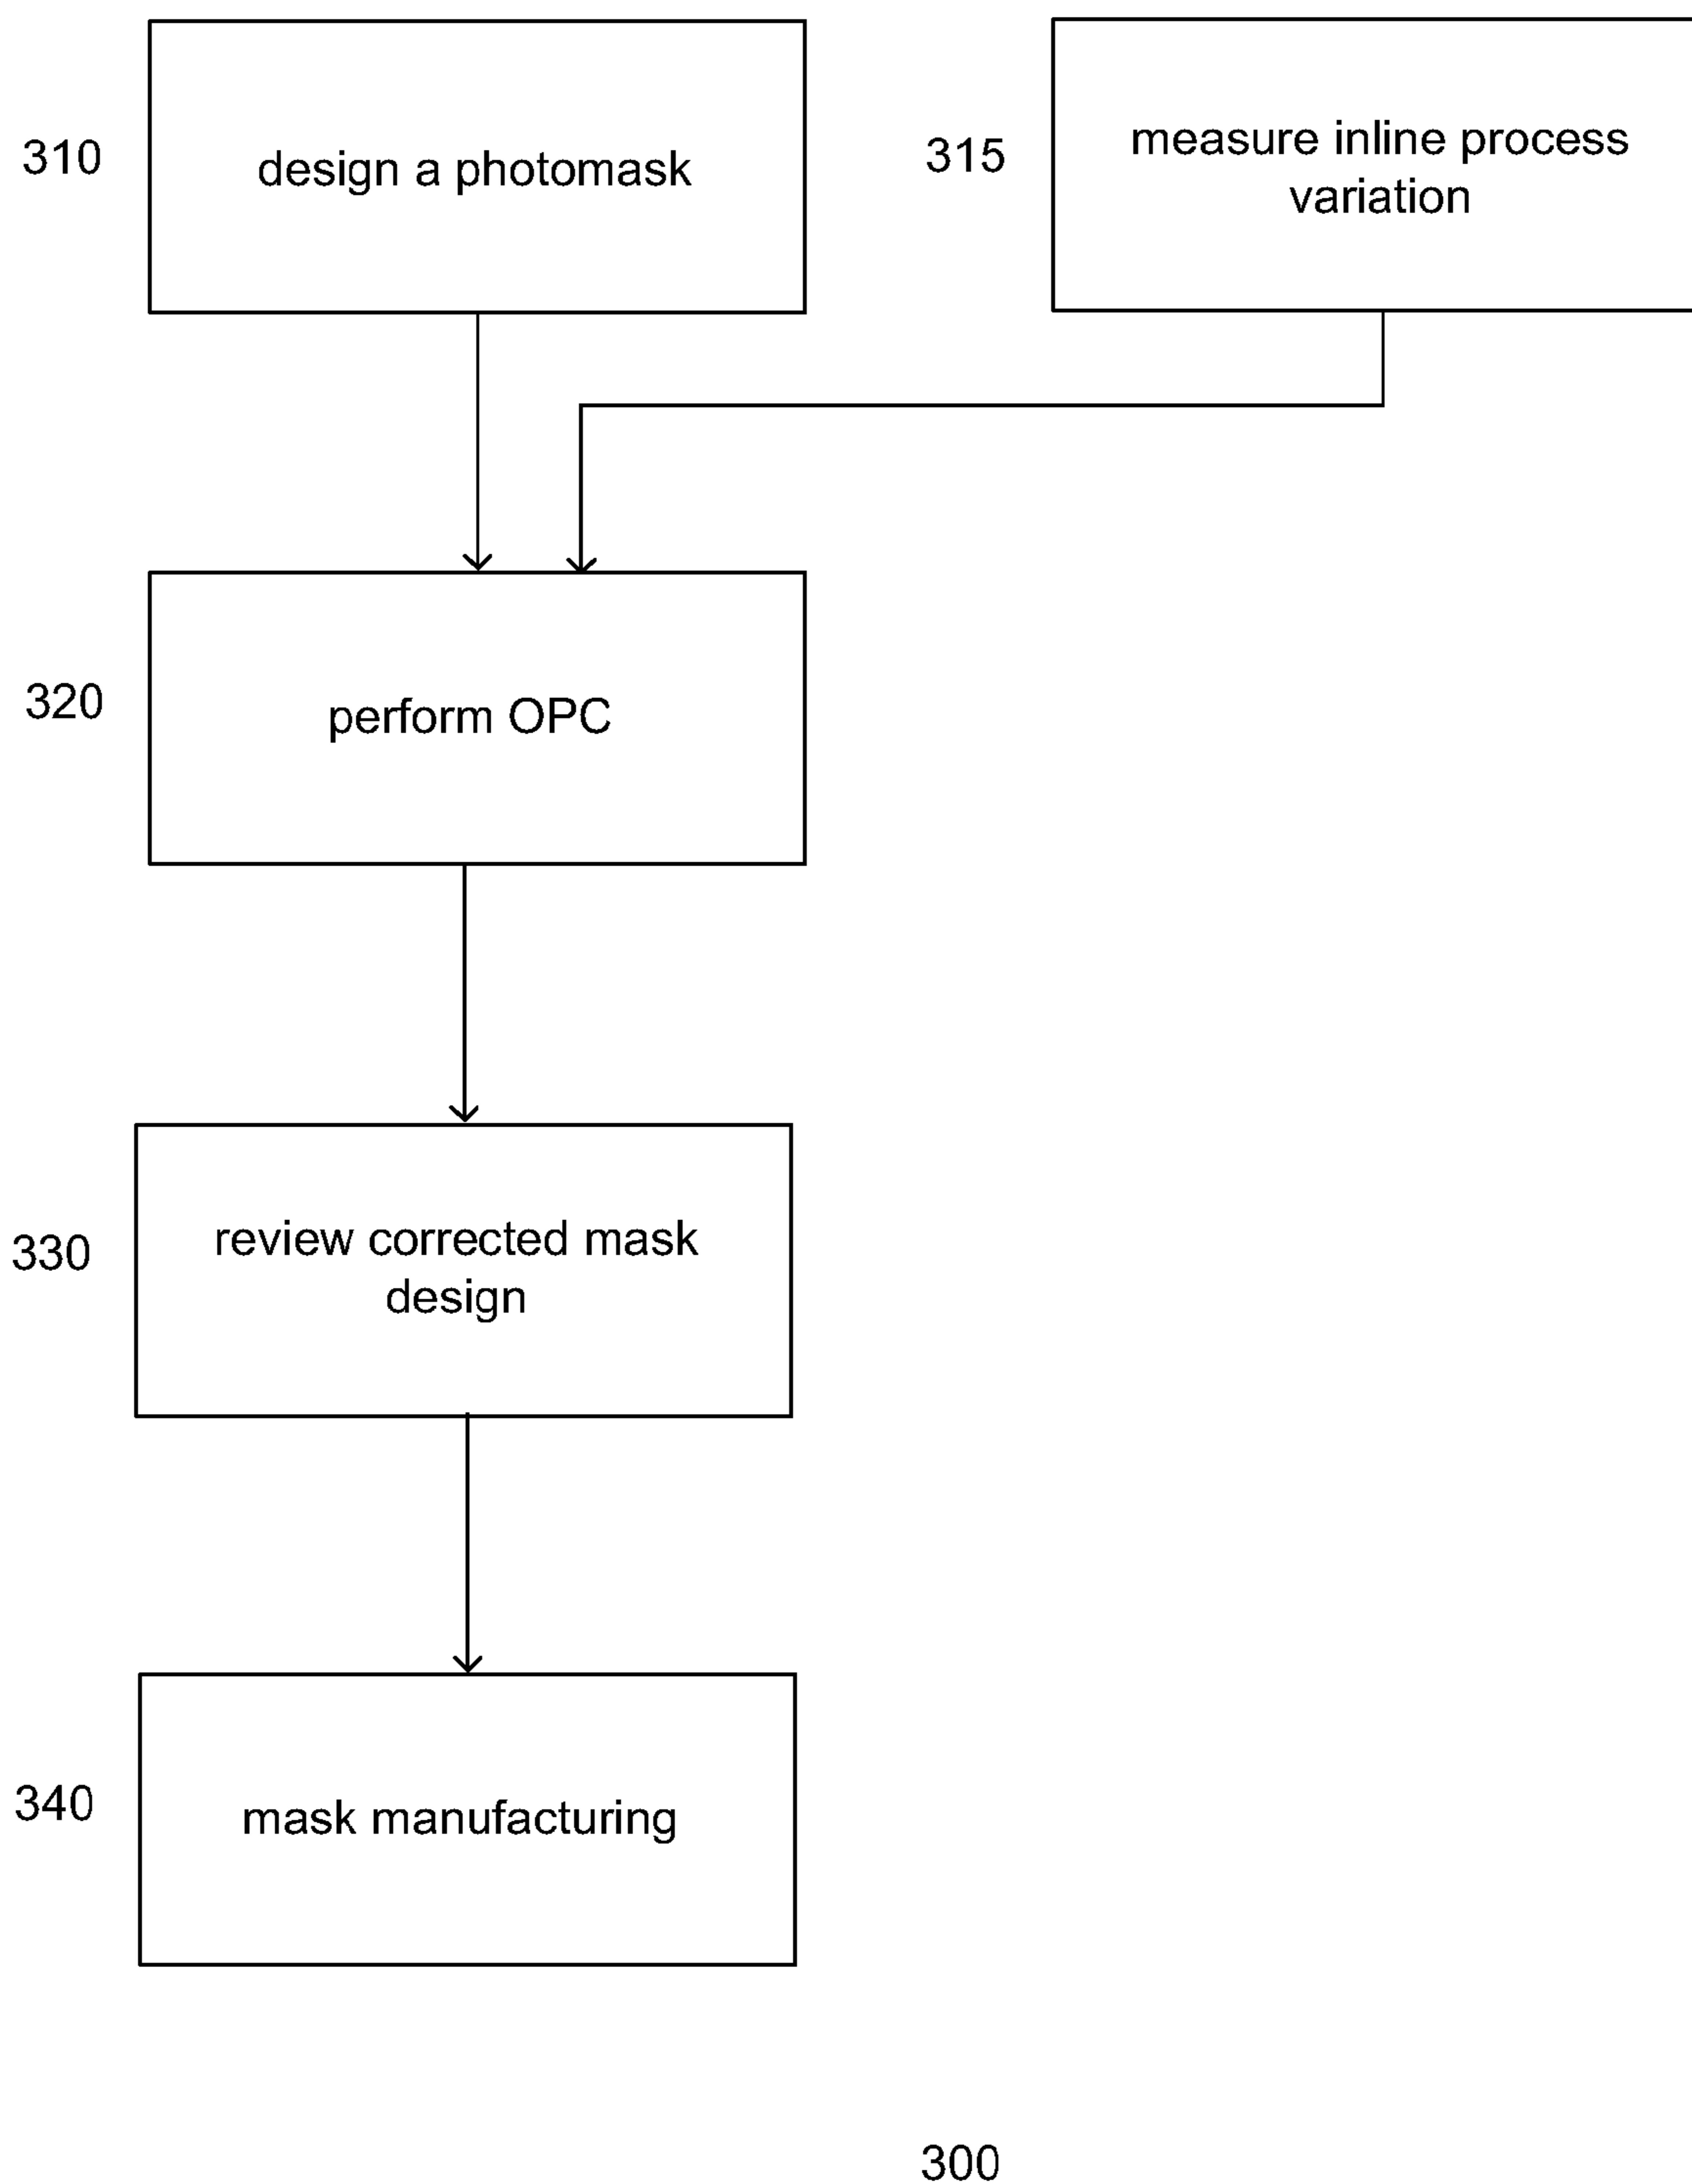 310
design a photomask
315
measure inline process
variation
320
perform OPC
330
review corrected mask
design
340
mask manufacturing
300